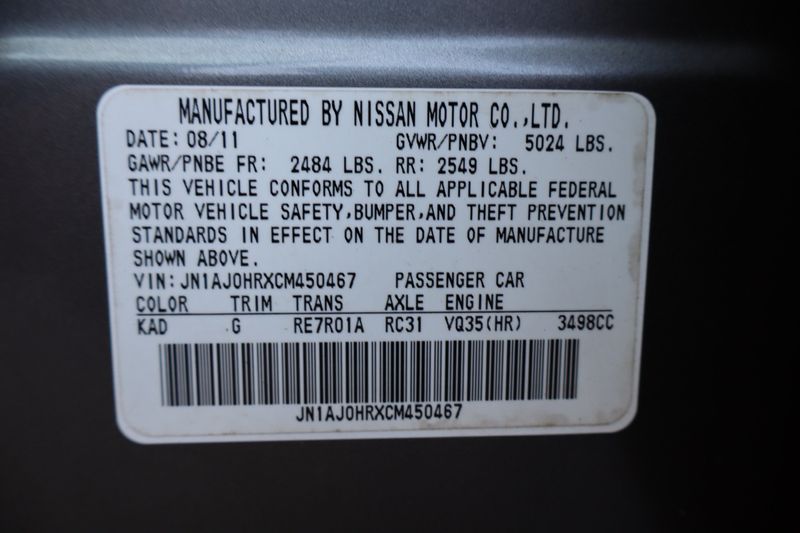 MANUFACTURED BY NISSAN MOTOR CO.,LTD.
DATE: 08/11 GVWR/PNBV: 5024 LBS.
GAWR/PNBE FR: 2484 LBS. RR: 2549 LBS.
THIS VEHICLE CONFORMS TO ALL APPLICABLE FEDERAL
MOTOR VEHICLE SAFETY,BUMPER,AND THEFT PREVENTION
STANDARDS IN EFFECT ON THE DATE OF MANUFACTURE
SHOWN ABOVE.
VIN: JN1AJ0HRXCM450467 PASSENGER CAR
COLOR TRIM TRANS AXLE ENGINE
KAD G RE7R01A RC31 VQ35(HR) 3498CC
JN1AJ0HRXCM450467